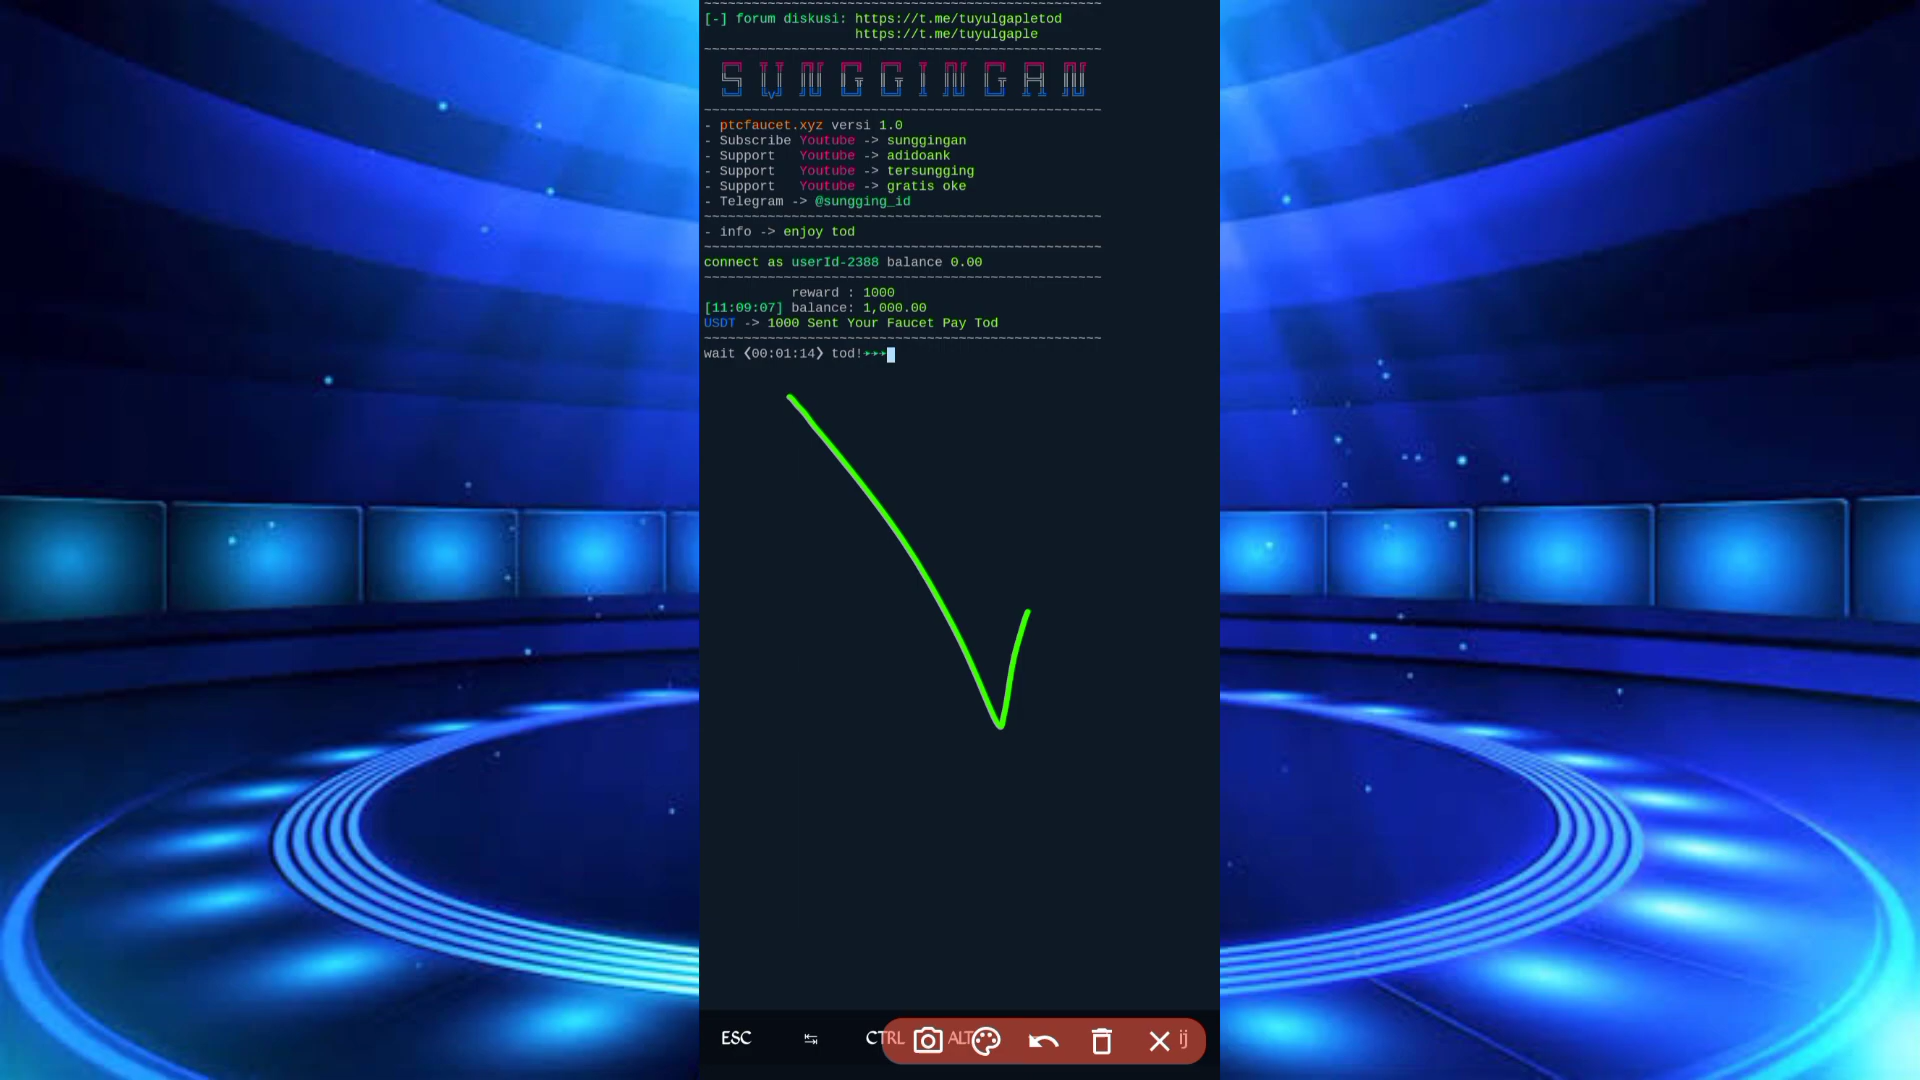 [-] forum diskusi: https://t.me/tuyulgapletod
https://t.me/tuyulgaple
SUNGGINGAN
- ptcfaucet.xyz versi 1.0
- Subscribe Youtube -> sunggingan
- Support Youtube -> adidoank
- Support Youtube -> tersungging
- Support Youtube -> gratis oke
- Telegram -> @sungging_id
- info -> enjoy tod
connect as userId-2388 balance 0.00
reward : 1000
[11:09:07] balance: 1,000.00
USDT -> 1000 Sent Your Faucet Pay Tod
wait ❮00:01:14❯ tod!
ESC CTRL ALT